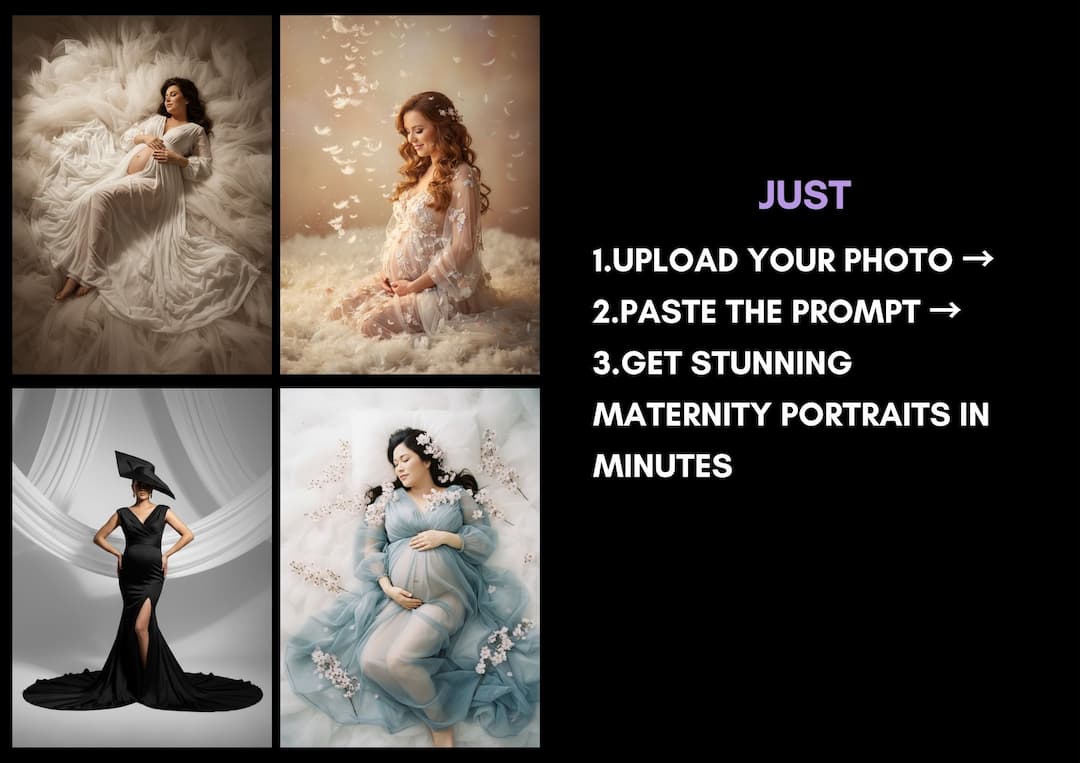 JUST
1.UPLOAD YOUR PHOTO →
2.PASTE THE PROMPT →
3.GET STUNNING
MATERNITY PORTRAITS IN
MINUTES